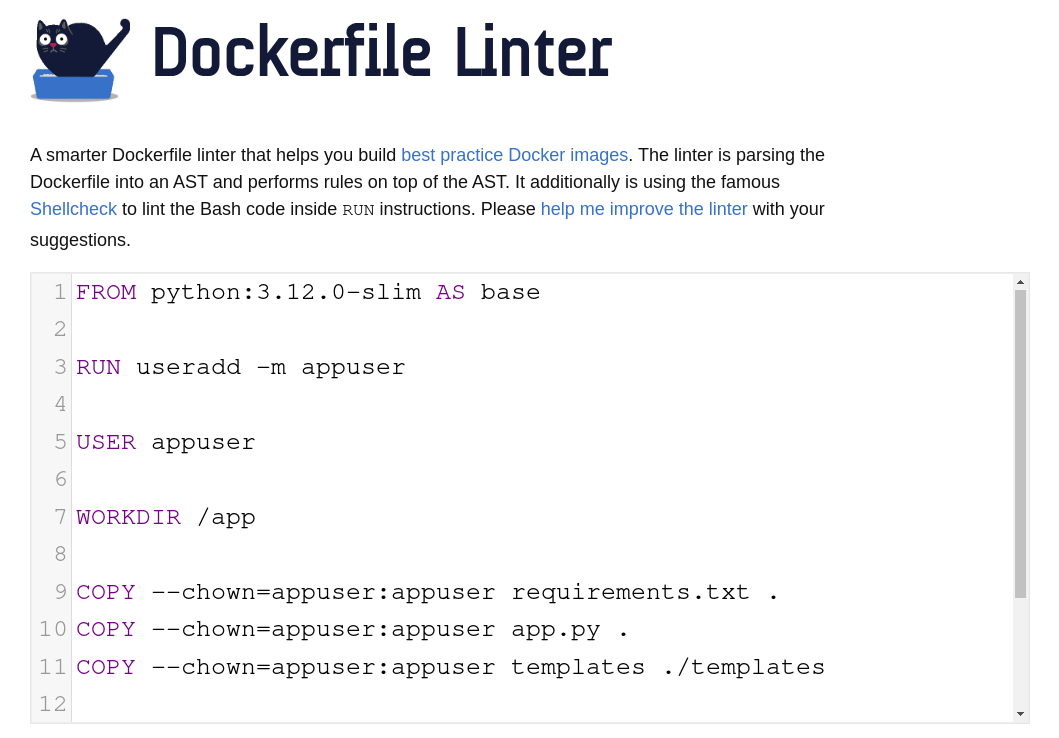 Dockerfile Linter
A smarter Dockerfile linter that helps you build best practice Docker images. The linter is parsing the
Dockerfile into an AST and performs rules on top of the AST. It additionally is using the famous
Shellcheck to lint the Bash code inside RUN instructions. Please help me improve the linter with your
suggestions.
1 FROM python:3.12.0-slim AS base
2
3 RUN useradd -m appuser
4
5 USER appuser
6
7 WORKDIR /app
8
9 COPY --chown=appuser:appuser requirements.txt .
10 COPY --chown=appuser:appuser app.py .
11 COPY --chown=appuser:appuser templates ./templates
12